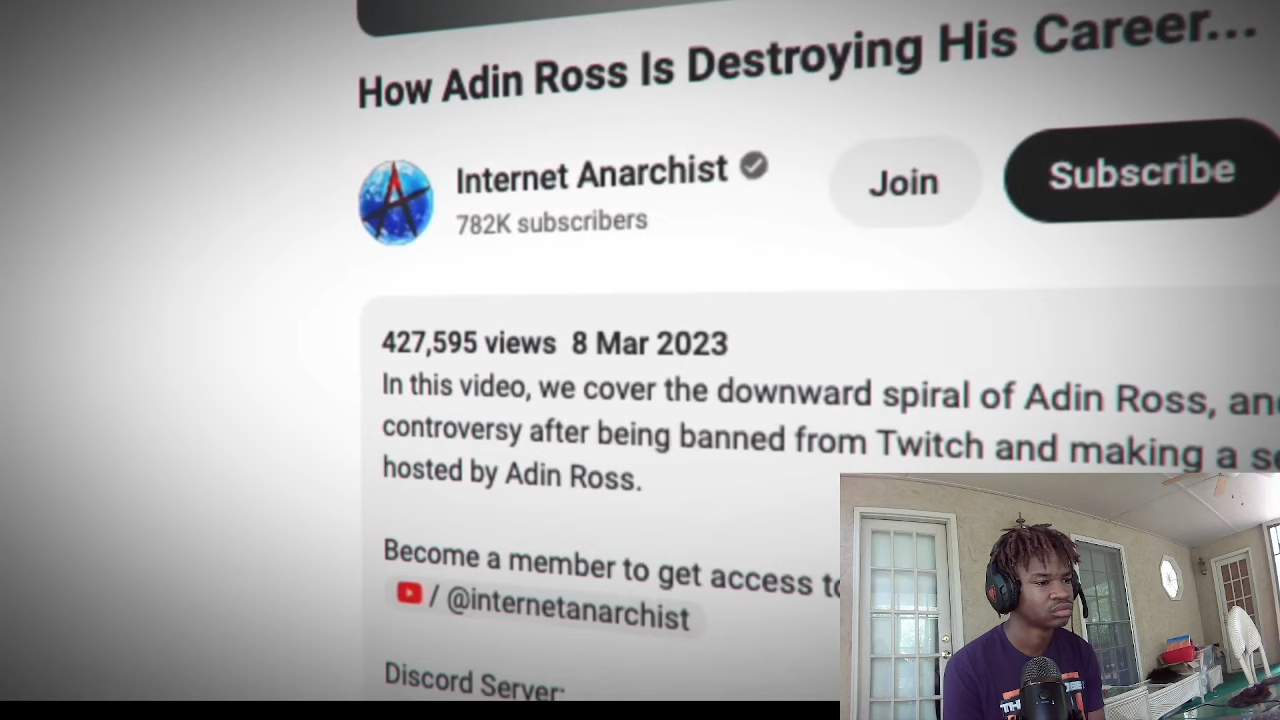 How Adin Ross Is Destroying His Career...
Internet Anarchist
782K subscribers
Join
Subscribe
427,595 views 8 Mar 2023
In this video, we cover the downward spiral of Adin Ross,
controversy after being banned from Twitch and making a
hosted by Adin Ross.
Become a member to get access
/ @internetanarchist
Discord Server: